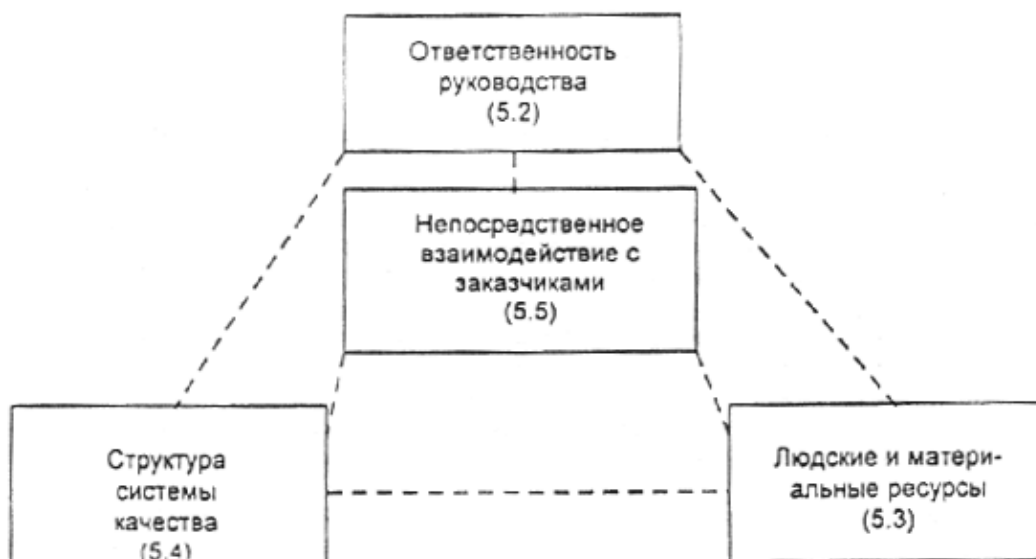 Ответственность
руководства
(5.2)
Непосредственное
взаимодействие с
заказчиками
(5.5)
Структура
системы
качества
(5.4)
Людские и матери-
альные ресурсы
(5.3)